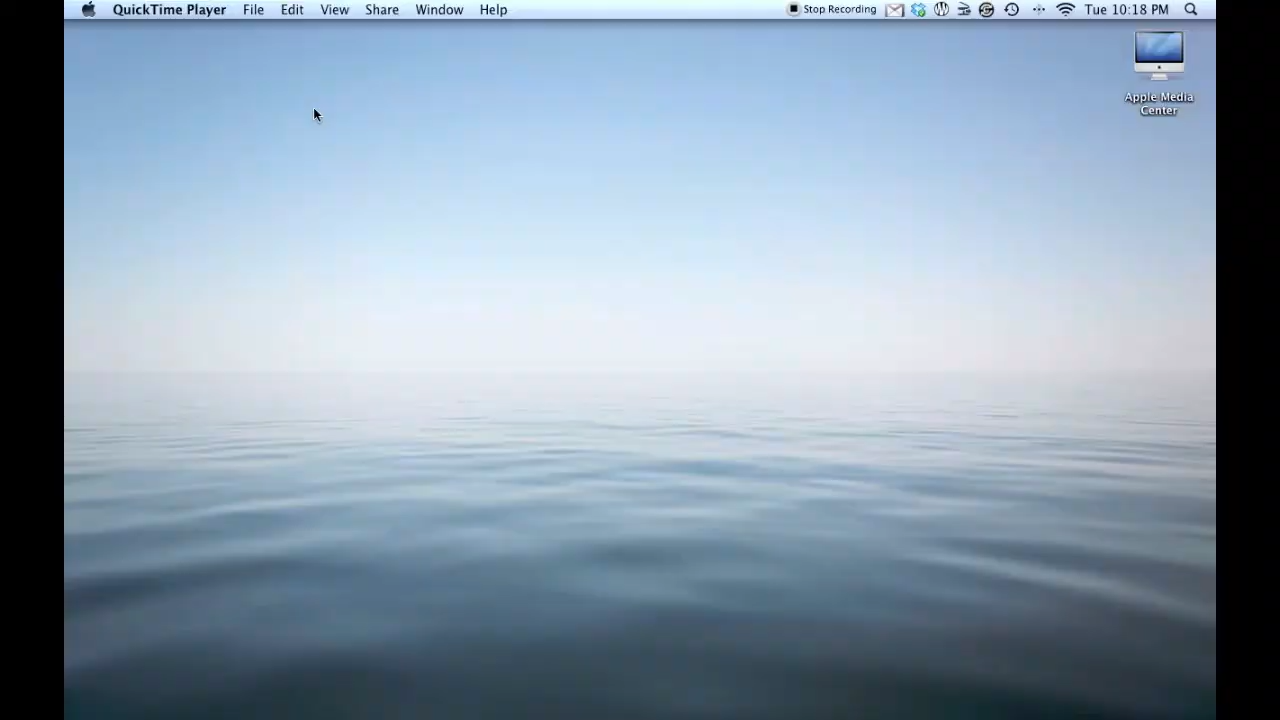 QuickTime Player File Edit View Share Window Help Stop Recording Tue 10:18 PM
Apple Media
Center